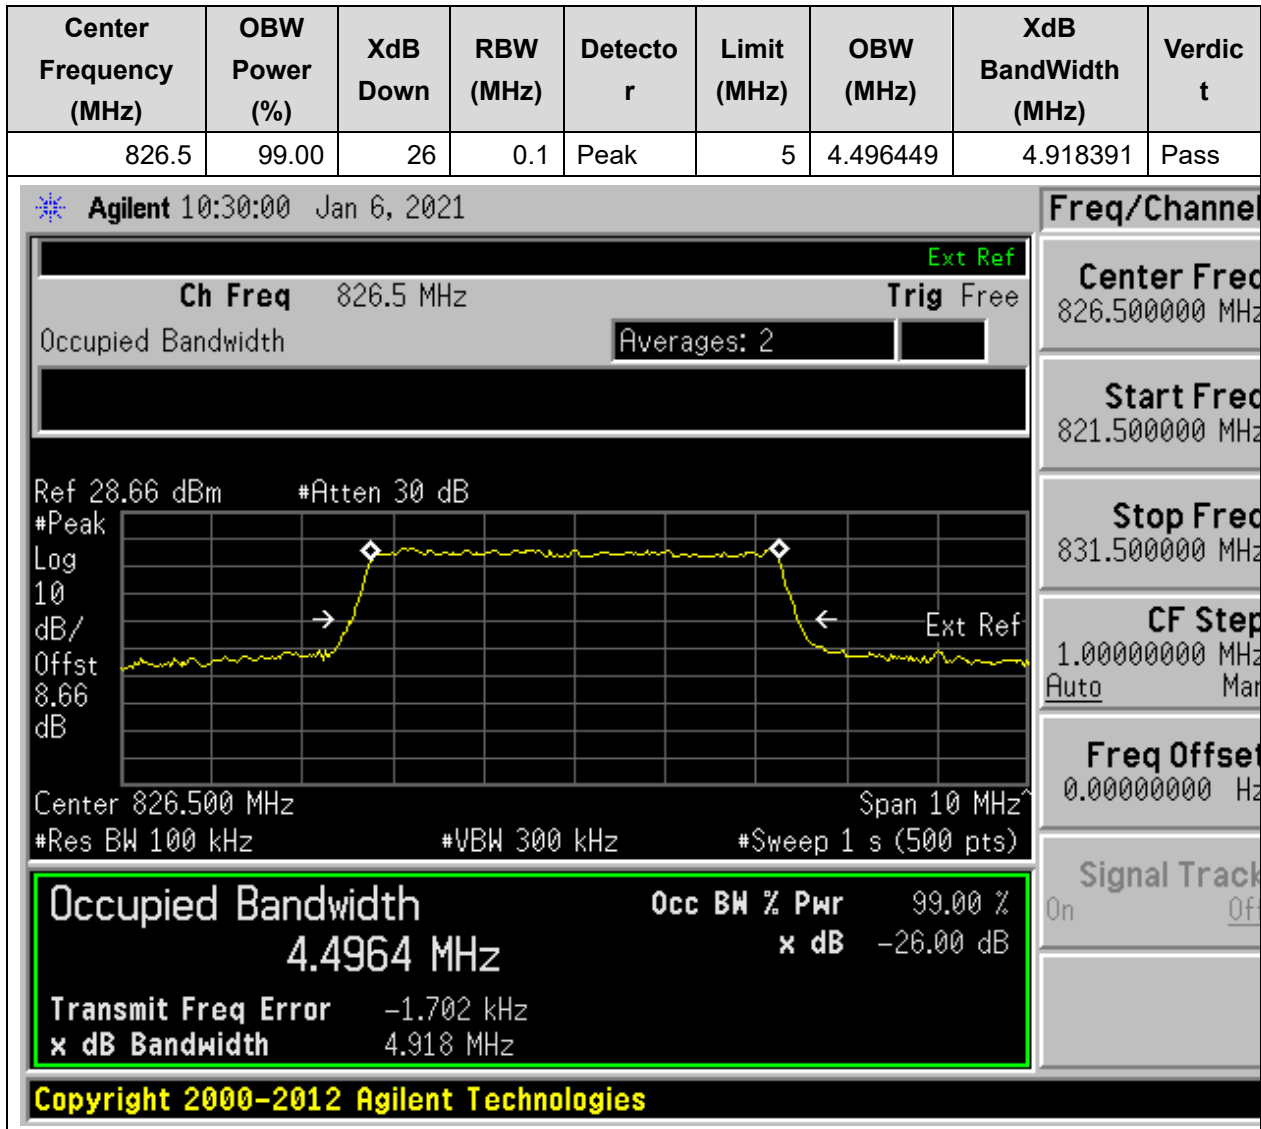 Center Frequency (MHz) OBW Power (%) XdB Down RBW (MHz) Detecto r Limit (MHz) OBW (MHz) XdB BandWidth (MHz) Verdic t
826.5 99.00 26 0.1 Peak 5 4.496449 4.918391 Pass
Agilent 10:30:00 Jan 6, 2021 Freq/Channel
Ext Ref
Ch Freq 826.5 MHz Trig Free
Occupied Bandwidth Averages: 2
Center Freq
826.500000 MHz
Start Freq
821.500000 MHz
Stop Freq
831.500000 MHz
CF Step
1.00000000 MHz
Auto Man
Freq Offset
0.00000000 Hz
Signal Track
On Off
Ref 28.66 dBm #Atten 30 dB
#Peak
Log
10
dB/
Offst
8.66
dB
Ext Ref
Center 826.500 MHz Span 10 MHz^
#Res BW 100 kHz #VBW 300 kHz #Sweep 1 s (500 pts)
Occupied Bandwidth
4.4964 MHz
Occ BW % Pwr 99.00 %
x dB -26.00 dB
Transmit Freq Error -1.702 kHz
x dB Bandwidth 4.918 MHz
Copyright 2000-2012 Agilent Technologies